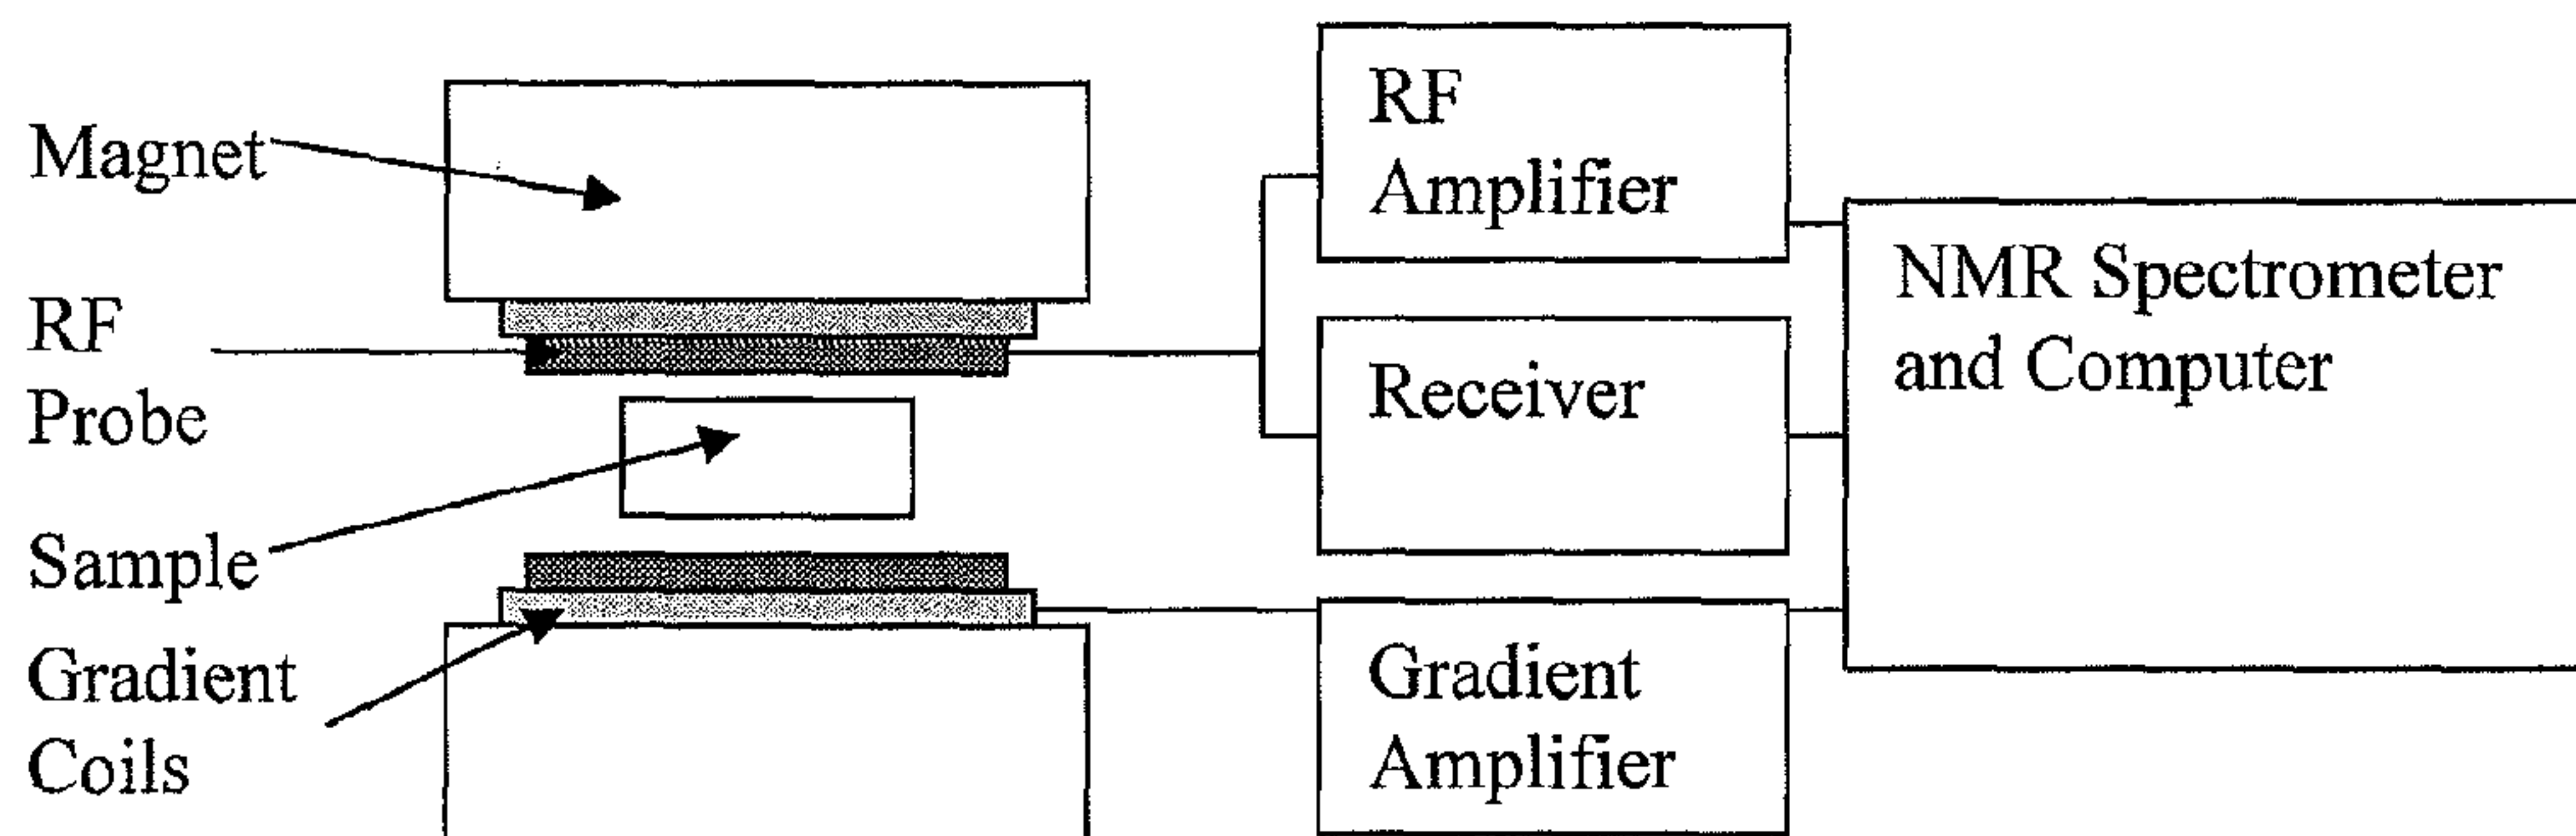 Magnet
RF
Probe
Sample
Gradient
Coils
RF
Amplifier
Receiver
Gradient
Amplifier
NMR Spectrometer
and Computer